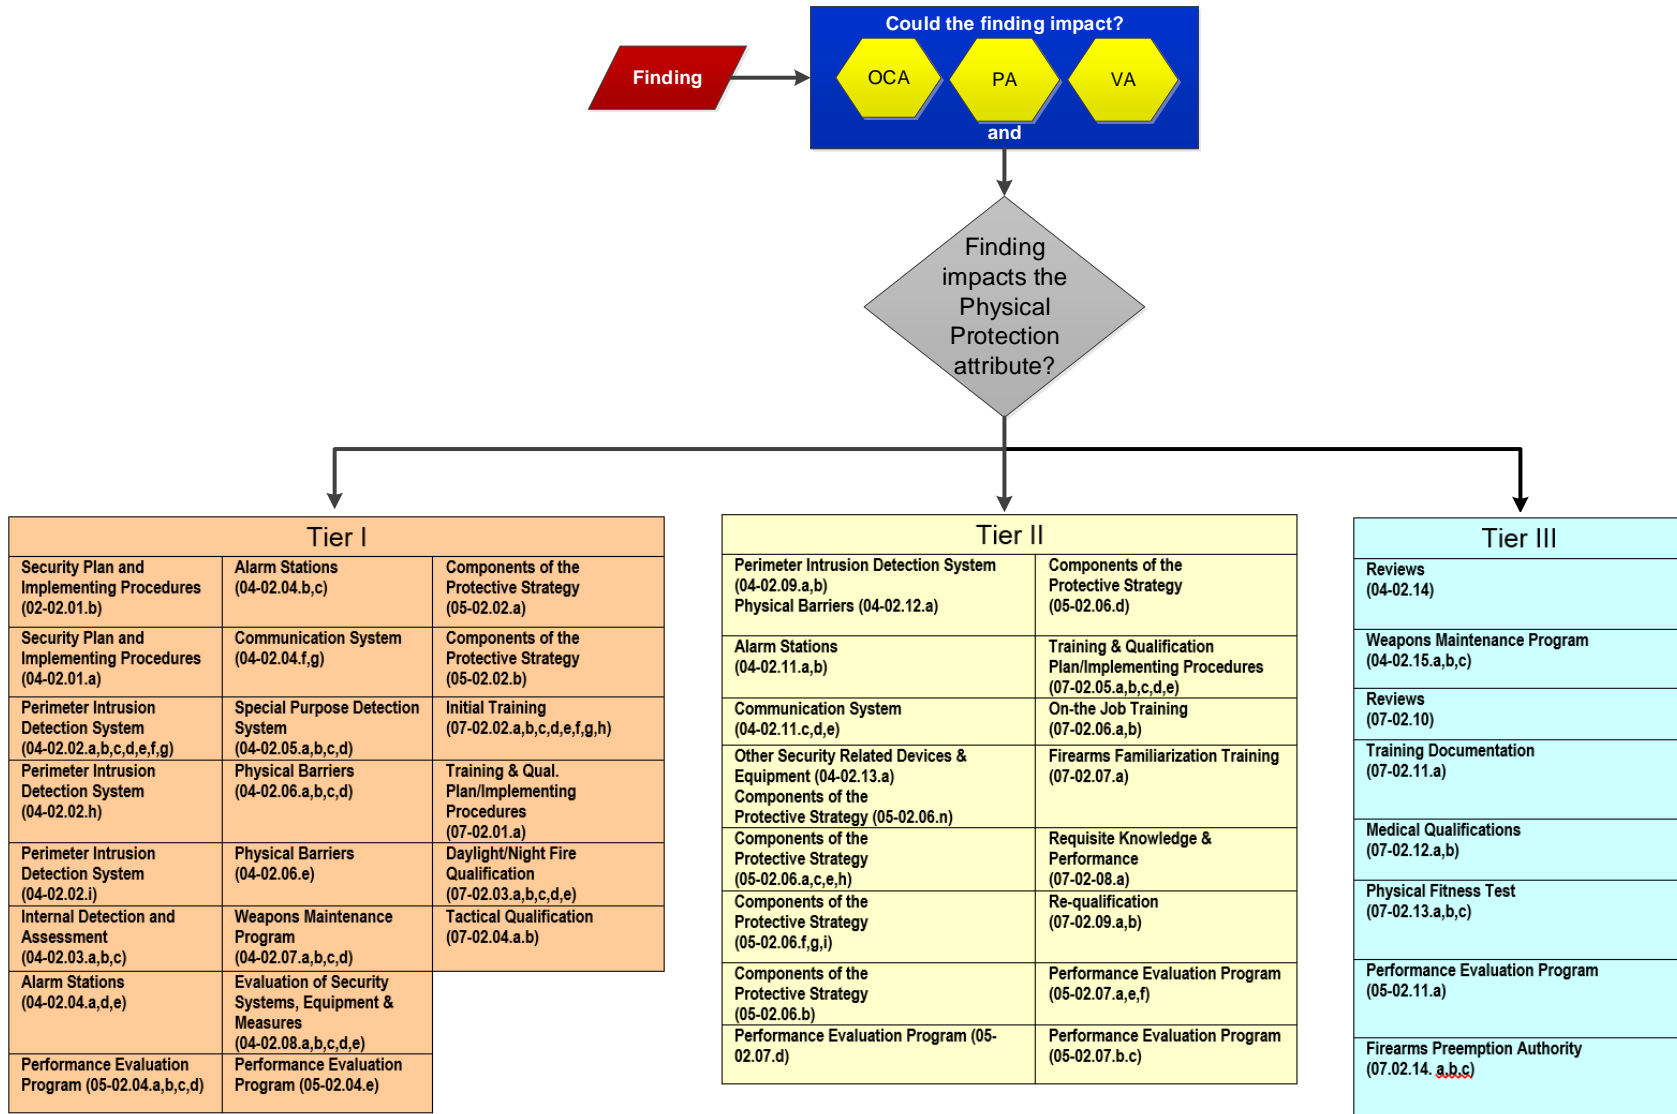 Could the finding impact?
Finding
OCA
PA
VA
and
Finding
impacts the
Physical
Protection
attribute?
Tier I
Security Plan and
Implementing Procedures
(02-02.01.b)
Alarm Stations
(04-02.04.b,c)
Components of the
Protective Strategy
(05-02.02.a)
Security Plan and
Implementing Procedures
(04-02.01.a)
Communication System
(04-02.04.f,g)
Components of the
Protective Strategy
(05-02.02.b)
Perimeter Intrusion
Detection System
(04-02.02.a,b,c,d,e,f,g)
Special Purpose Detection
System
(04-02.05.a,b,c,d)
Initial Training
(07-02.02.a,b,c,d,e,f,g,h)
Perimeter Intrusion
Detection System
(04-02.02.h)
Physical Barriers
(04-02.06.a,b,c,d)
Training & Qual.
Plan/Implementing
Procedures
(07-02.01.a)
Perimeter Intrusion
Detection System
(04-02.02.i)
Physical Barriers
(04-02.06.e)
Daylight/Night Fire
Qualification
(07-02.03.a,b,c,d,e)
Internal Detection and
Assessment
(04-02.03.a,b,c)
Weapons Maintenance
Program
(04-02.07.a,b,c,d)
Tactical Qualification
(07-02.04.a.b)
Alarm Stations
(04-02.04.a,d,e)
Evaluation of Security
Systems, Equipment &
Measures
(04-02.08.a,b,c,d,e)
Performance Evaluation
Program (05-02.04.a,b,c,d)
Performance Evaluation
Program (05-02.04.e)
Tier II
Perimeter Intrusion Detection System
(04-02.09.a,b)
Physical Barriers (04-02.12.a)
Components of the
Protective Strategy
(05-02.06.d)
Alarm Stations
(04-02.11.a,b)
Training & Qualification
Plan/Implementing Procedures
(07-02.05.a,b,c,d,e)
Communication System
(04-02.11.c,d,e)
On-the Job Training
(07-02.06.a,b)
Other Security Related Devices &
Equipment (04-02.13.a)
Components of the
Protective Strategy (05-02.06.n)
Firearms Familiarization Training
(07-02.07.a)
Components of the
Protective Strategy
(05-02.06.a,c,e,h)
Requisite Knowledge &
Performance
(07-02-08.a)
Components of the
Protective Strategy
(05-02.06.f,g,i)
Re-qualification
(07-02.09.a,b)
Components of the
Protective Strategy
(05-02.06.b)
Performance Evaluation Program
(05-02.07.a,e,f)
Performance Evaluation Program (05-
02.07.d)
Performance Evaluation Program
(05-02.07.b.c)
Tier III
Reviews
(04-02.14)
Weapons Maintenance Program
(04-02.15.a,b,c)
Reviews
(07-02.10)
Training Documentation
(07-02.11.a)
Medical Qualifications
(07-02.12.a,b)
Physical Fitness Test
(07-02.13.a,b,c)
Performance Evaluation Program
(05-02.11.a)
Firearms Preemption Authority
(07.02.14. a,b,c)